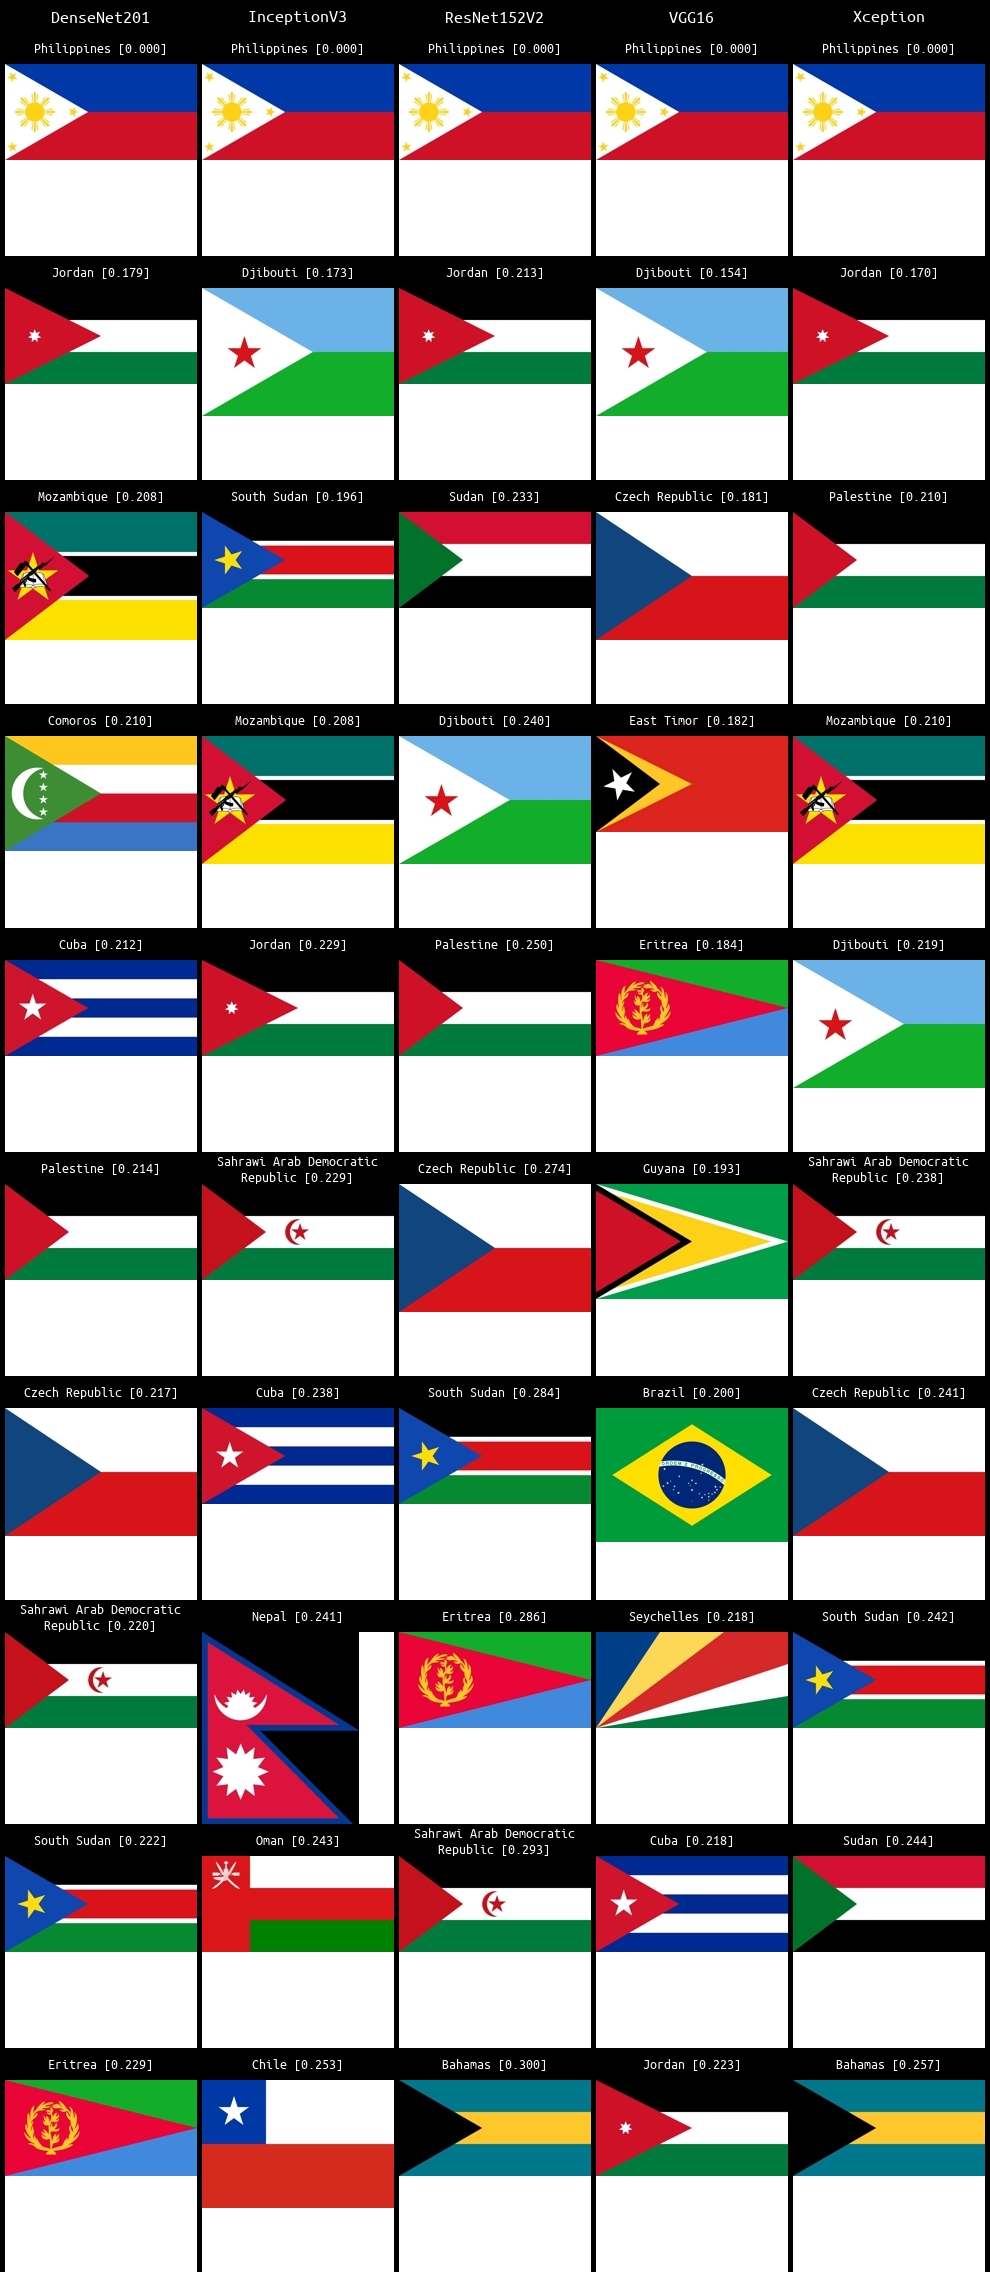 DenseNet201 InceptionV3 ResNet152V2 VGG16 Xception
Philippines [0.000] Philippines [0.000] Philippines [0.000] Philippines [0.000] Philippines [0.000]
Jordan [0.179] Djibouti [0.173] Jordan [0.213] Djibouti [0.154] Jordan [0.170]
Mozambique [0.208] South Sudan [0.196] Sudan [0.233] Czech Republic [0.181] Palestine [0.210]
Comoros [0.210] Mozambique [0.208] Djibouti [0.240] East Timor [0.182] Mozambique [0.210]
Cuba [0.212] Jordan [0.229] Palestine [0.250] Eritrea [0.184] Djibouti [0.219]
Palestine [0.214] Sahrawi Arab Democratic Republic [0.229] Czech Republic [0.274] Guyana [0.193] Sahrawi Arab Democratic Republic [0.238]
Czech Republic [0.217] Cuba [0.238] South Sudan [0.284] Brazil [0.200] Czech Republic [0.241]
ORDEM E PROGRESSO
Sahrawi Arab Democratic Republic [0.220] Nepal [0.241] Eritrea [0.286] Seychelles [0.218] South Sudan [0.242]
South Sudan [0.222] Oman [0.243] Sahrawi Arab Democratic Republic [0.293] Cuba [0.218] Sudan [0.244]
Eritrea [0.229] Chile [0.253] Bahamas [0.300] Jordan [0.223] Bahamas [0.257]